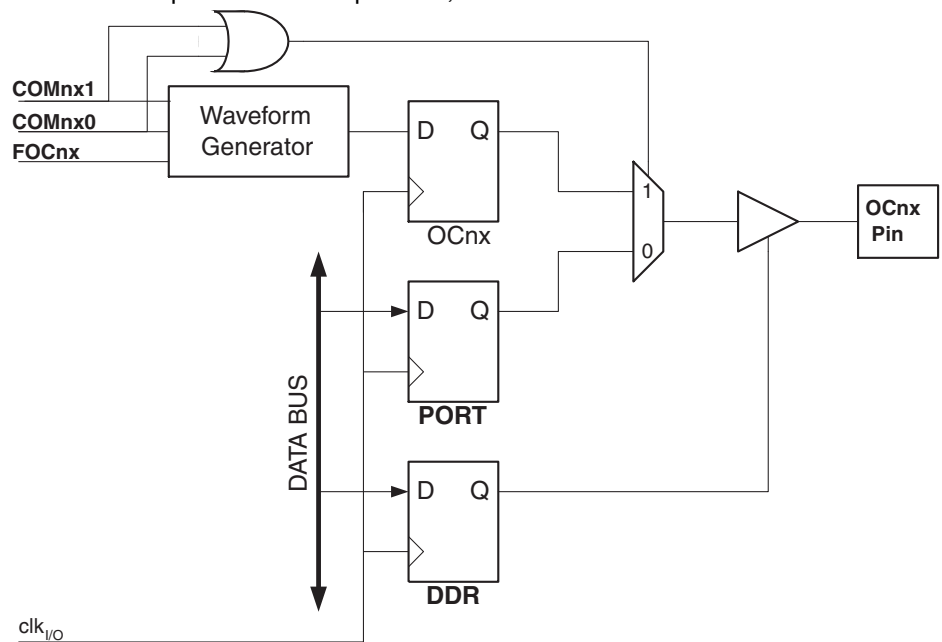 COMnx1
COMnx0
FOCnx
Waveform
Generator
D Q
OCnx
1
0
OCnx
Pin
D Q
PORT
DATA BUS
D Q
DDR
clkI/O